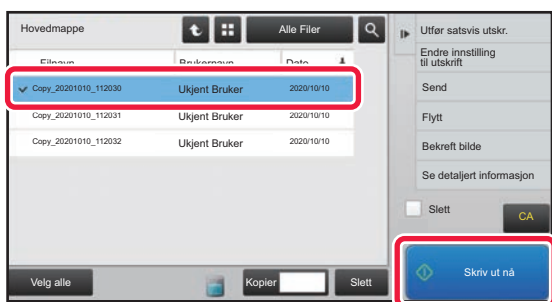 Hovedmappe
Alle Filer
Filnavn Brukernavn Dato
Copy_20201010_112030 Ukjent Bruker 2020/10/10
Copy_20201010_112031 Ukjent Bruker 2020/10/10
Copy_20201010_112032 Ukjent Bruker 2020/10/10
Velg alle
Kopier
Slett
Utfør satsvis utskr.
Endre innstilling
til utskrift
Send
Flytt
Bekreft bilde
Se detaljert informasjon
Slett
CA
Skriv ut nå